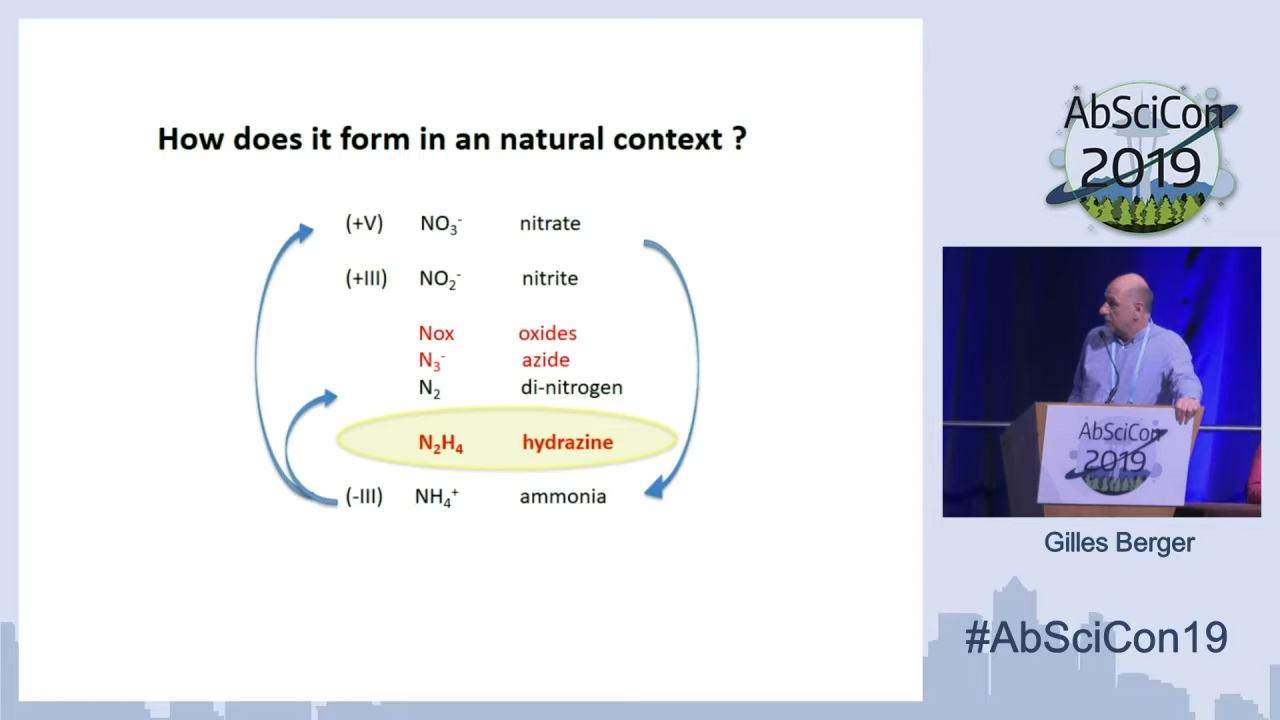 How does it form in an natural context ?
(+V) NO₃⁻ nitrate
(+III) NO₂⁻ nitrite
Nox oxides
N₃⁻ azide
N₂ di-nitrogen
N₂H₄ hydrazine
(-III) NH₄⁺ ammonia
AbSciCon
2019
AbSciCon
2019
Gilles Berger
#AbSciCon19